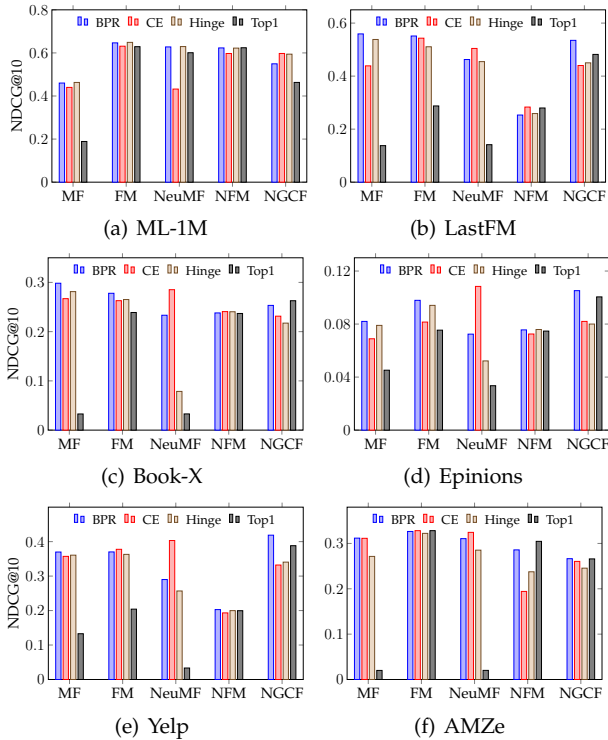 BPR CE Hinge Top1
0.8
0.6
0.4
0.2
0
NDCG@10
MF FM NeuMF NFM NGCF
(a) ML-1M
BPR CE Hinge Top1
0.6
0.4
0.2
0
MF FM NeuMF NFM NGCF
(b) LastFM
BPR CE Hinge Top1
0.3
0.2
0.1
0
NDCG@10
MF FM NeuMF NFM NGCF
(c) Book-X
BPR CE Hinge Top1
0.12
0.08
0.04
0
MF FM NeuMF NFM NGCF
(d) Epinions
BPR CE Hinge Top1
0.4
0.3
0.2
0.1
0
NDCG@10
MF FM NeuMF NFM NGCF
(e) Yelp
BPR CE Hinge Top1
0.3
0.2
0.1
0
MF FM NeuMF NFM NGCF
(f) AMZe